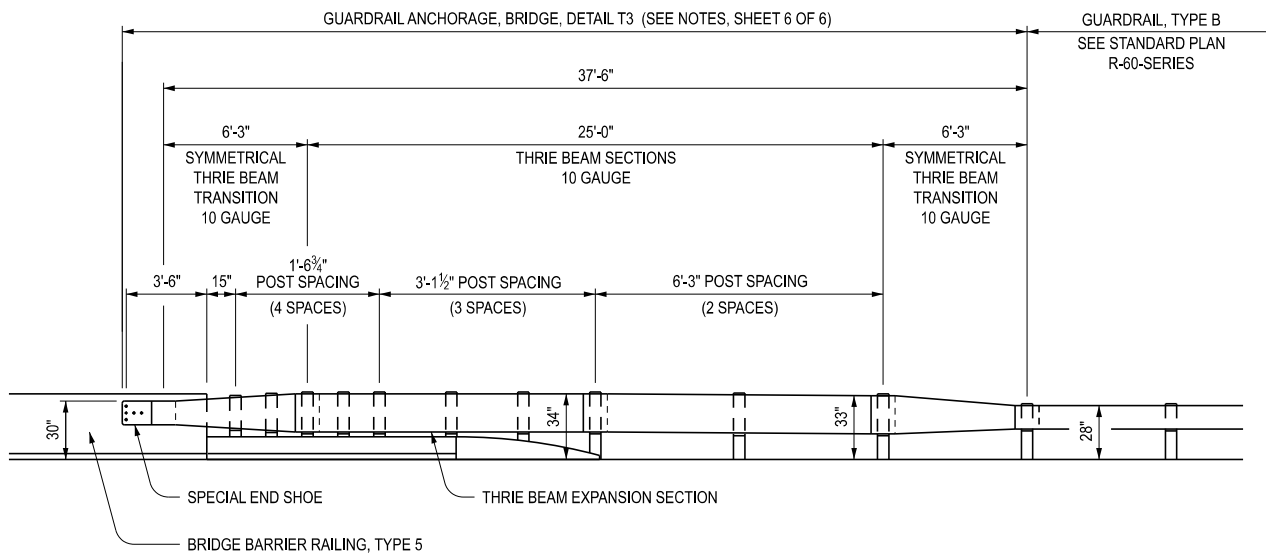 GUARDRAIL ANCHORAGE, BRIDGE, DETAIL T3 (SEE NOTES, SHEET 6 OF 6)
GUARDRAIL, TYPE B
SEE STANDARD PLAN
R-60-SERIES
37'-6"
6'-3"
SYMMETRICAL
THRIE BEAM
TRANSITION
10 GAUGE
25'-0"
THRIE BEAM SECTIONS
10 GAUGE
6'-3"
SYMMETRICAL
THRIE BEAM
TRANSITION
10 GAUGE
3'-6"
15"
1'-6¾"
POST SPACING
(4 SPACES)
3'-1½" POST SPACING
(3 SPACES)
6'-3" POST SPACING
(2 SPACES)
30"
34"
33"
28"
SPECIAL END SHOE
THRIE BEAM EXPANSION SECTION
BRIDGE BARRIER RAILING, TYPE 5